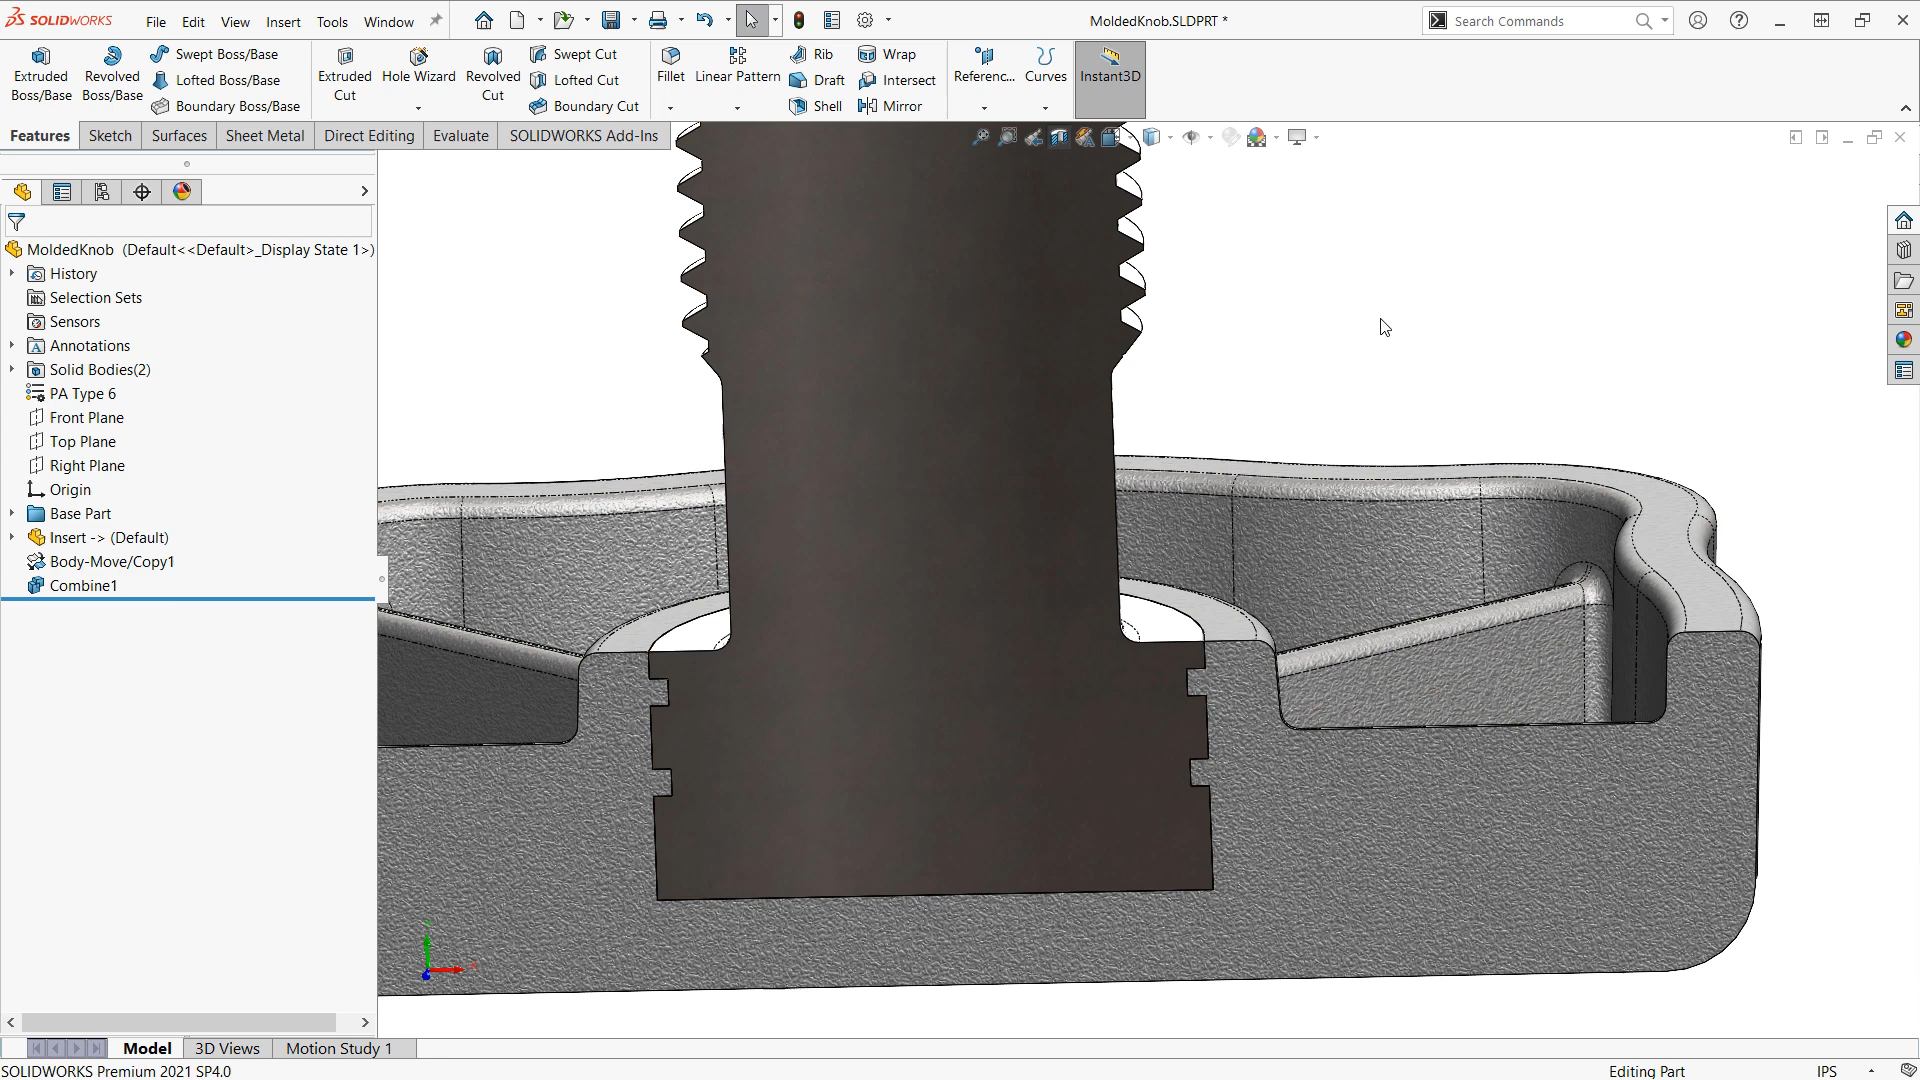 SOLIDWORKS File Edit View Insert Tools Window MoldedKnob.SLDPRT * Search Commands
Extruded Boss/Base
Revolved Boss/Base
Swept Boss/Base
Lofted Boss/Base
Boundary Boss/Base
Extruded Cut
Hole Wizard
Revolved Cut
Swept Cut
Lofted Cut
Boundary Cut
Fillet
Linear Pattern
Rib
Draft
Shell
Wrap
Intersect
Mirror
Referenc...
Curves
Instant3D
Features Sketch Surfaces Sheet Metal Direct Editing Evaluate SOLIDWORKS Add-Ins
MoldedKnob (Default<<Default>_Display State 1>)
History
Selection Sets
Sensors
Annotations
Solid Bodies(2)
PA Type 6
Front Plane
Top Plane
Right Plane
Origin
Base Part
Insert -> (Default)
Body-Move/Copy1
Combine1
Model 3D Views Motion Study 1
SOLIDWORKS Premium 2021 SP4.0 Editing Part IPS